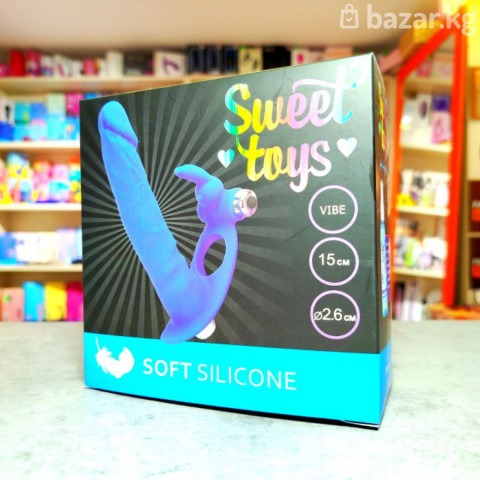 bazar.kg
Sweet
toys
VIBE
15 см
⌀2.6 см
SOFT SILICONE